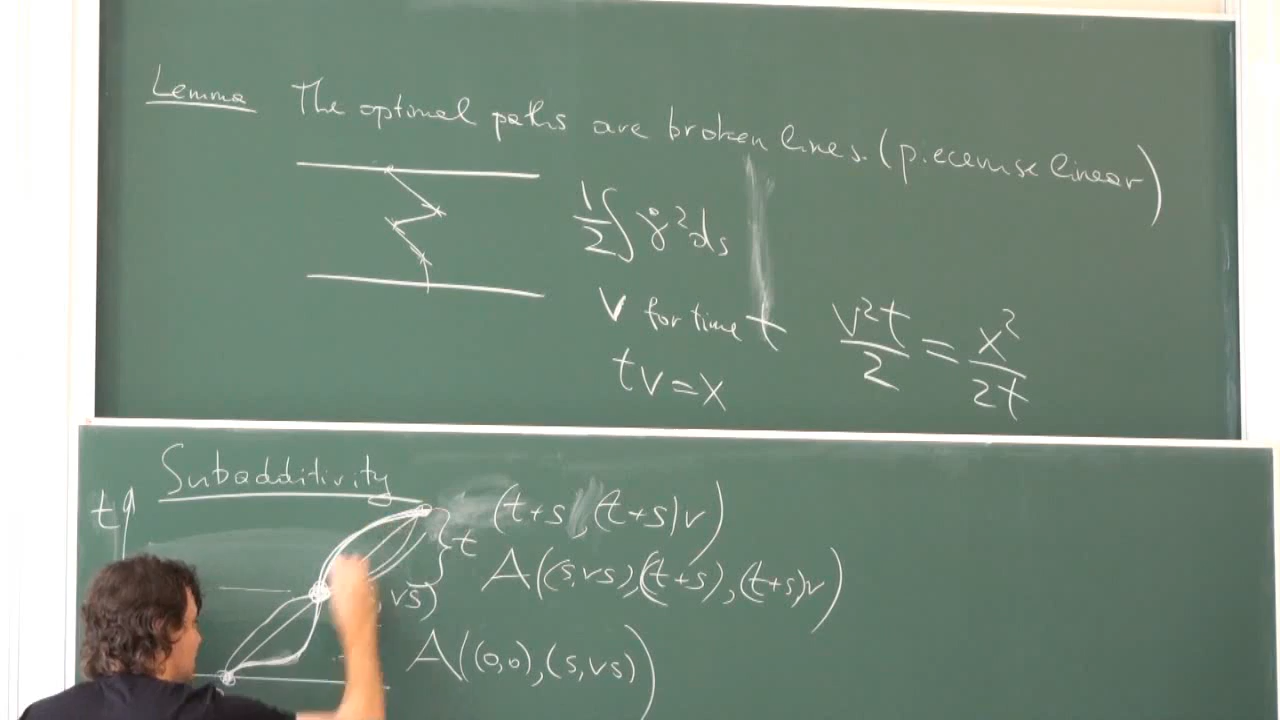 Lemma The optimal paths are broken lines. (piecewise linear)
1/2 ∫ γ̇² ds
v for time t
v²t/2 = x²/2t
tv = x
Subadditivity
t
(t+s, (t+s)v)
t
A((s,vs),(t+s),(t+s)v)
, vs)
A((0,0),(s,vs))